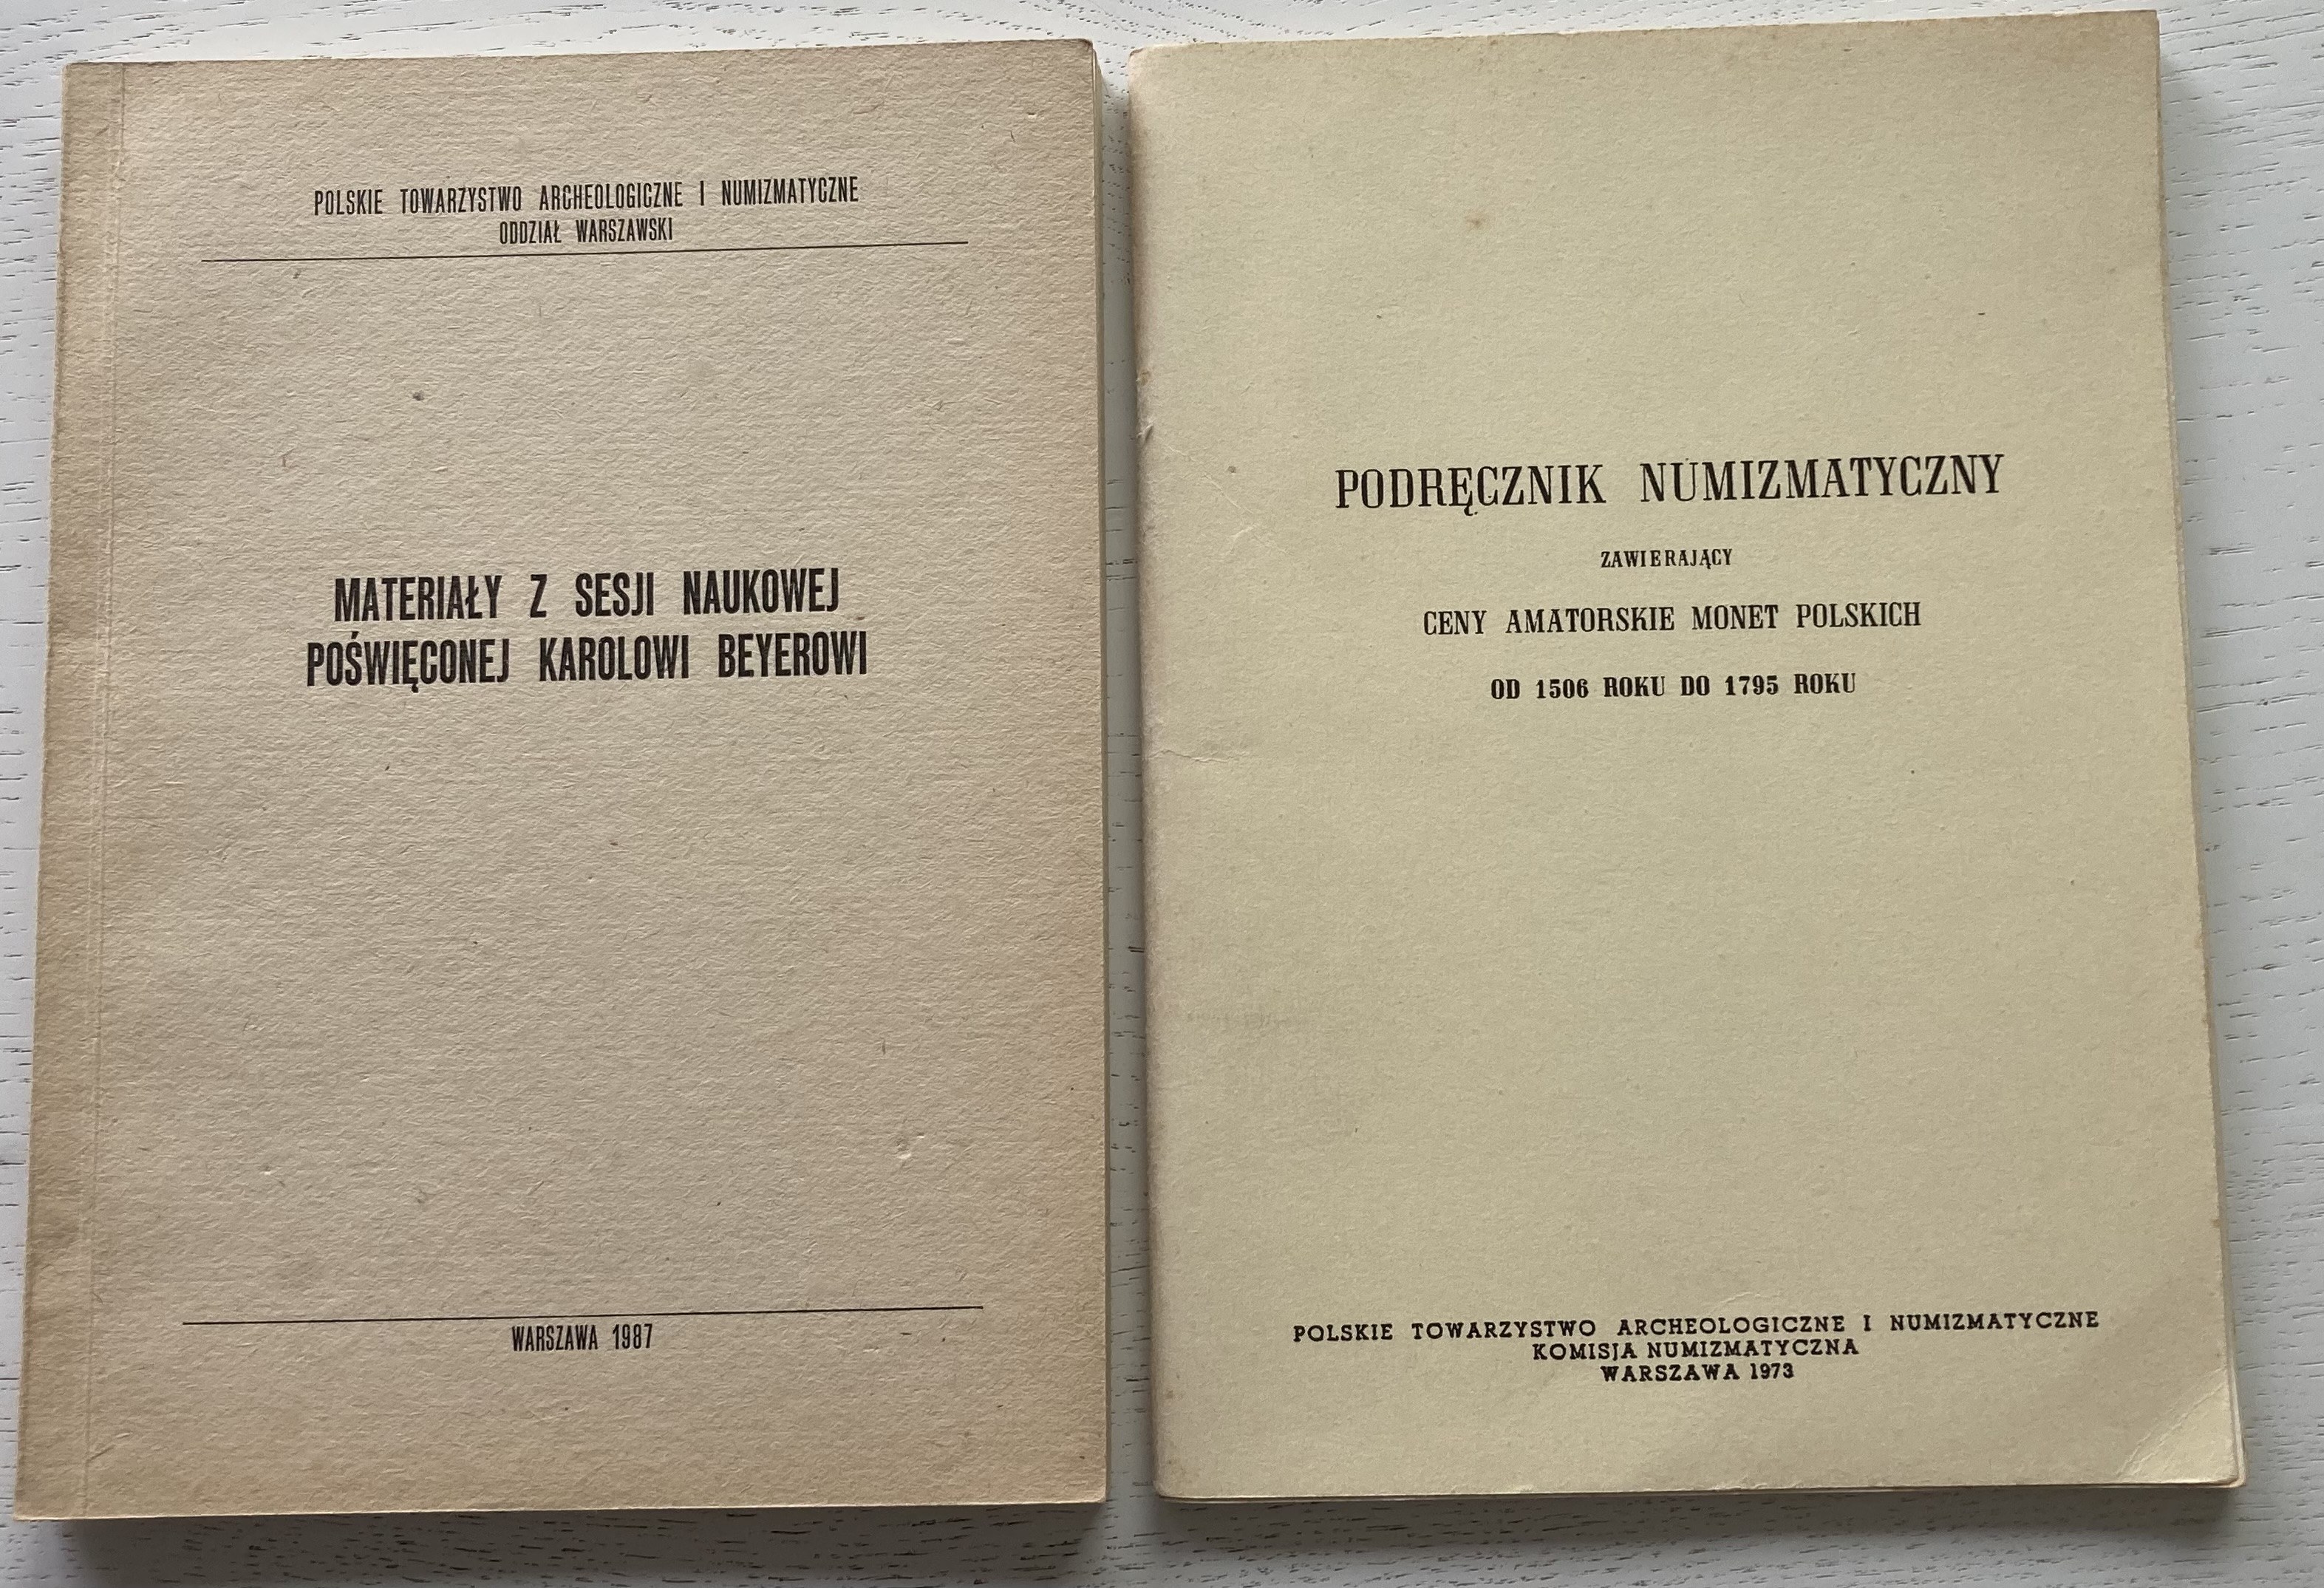 POLSKIE TOWARZYSTWO ARCHEOLOGICZNE I NUMIZMATYCZNE
ODDZIAŁ WARSZAWSKI
MATERIAŁY Z SESJI NAUKOWEJ
POŚWIĘCONEJ KAROLOWI BEYEROWI
WARSZAWA 1987
PODRĘCZNIK NUMIZMATYCZNY
ZAWIERAJĄCY
CENY AMATORSKIE MONET POLSKICH
OD 1506 ROKU DO 1795 ROKU
POLSKIE TOWARZYSTWO ARCHEOLOGICZNE I NUMIZMATYCZNE
KOMISJA NUMIZMATYCZNA
WARSZAWA 1973